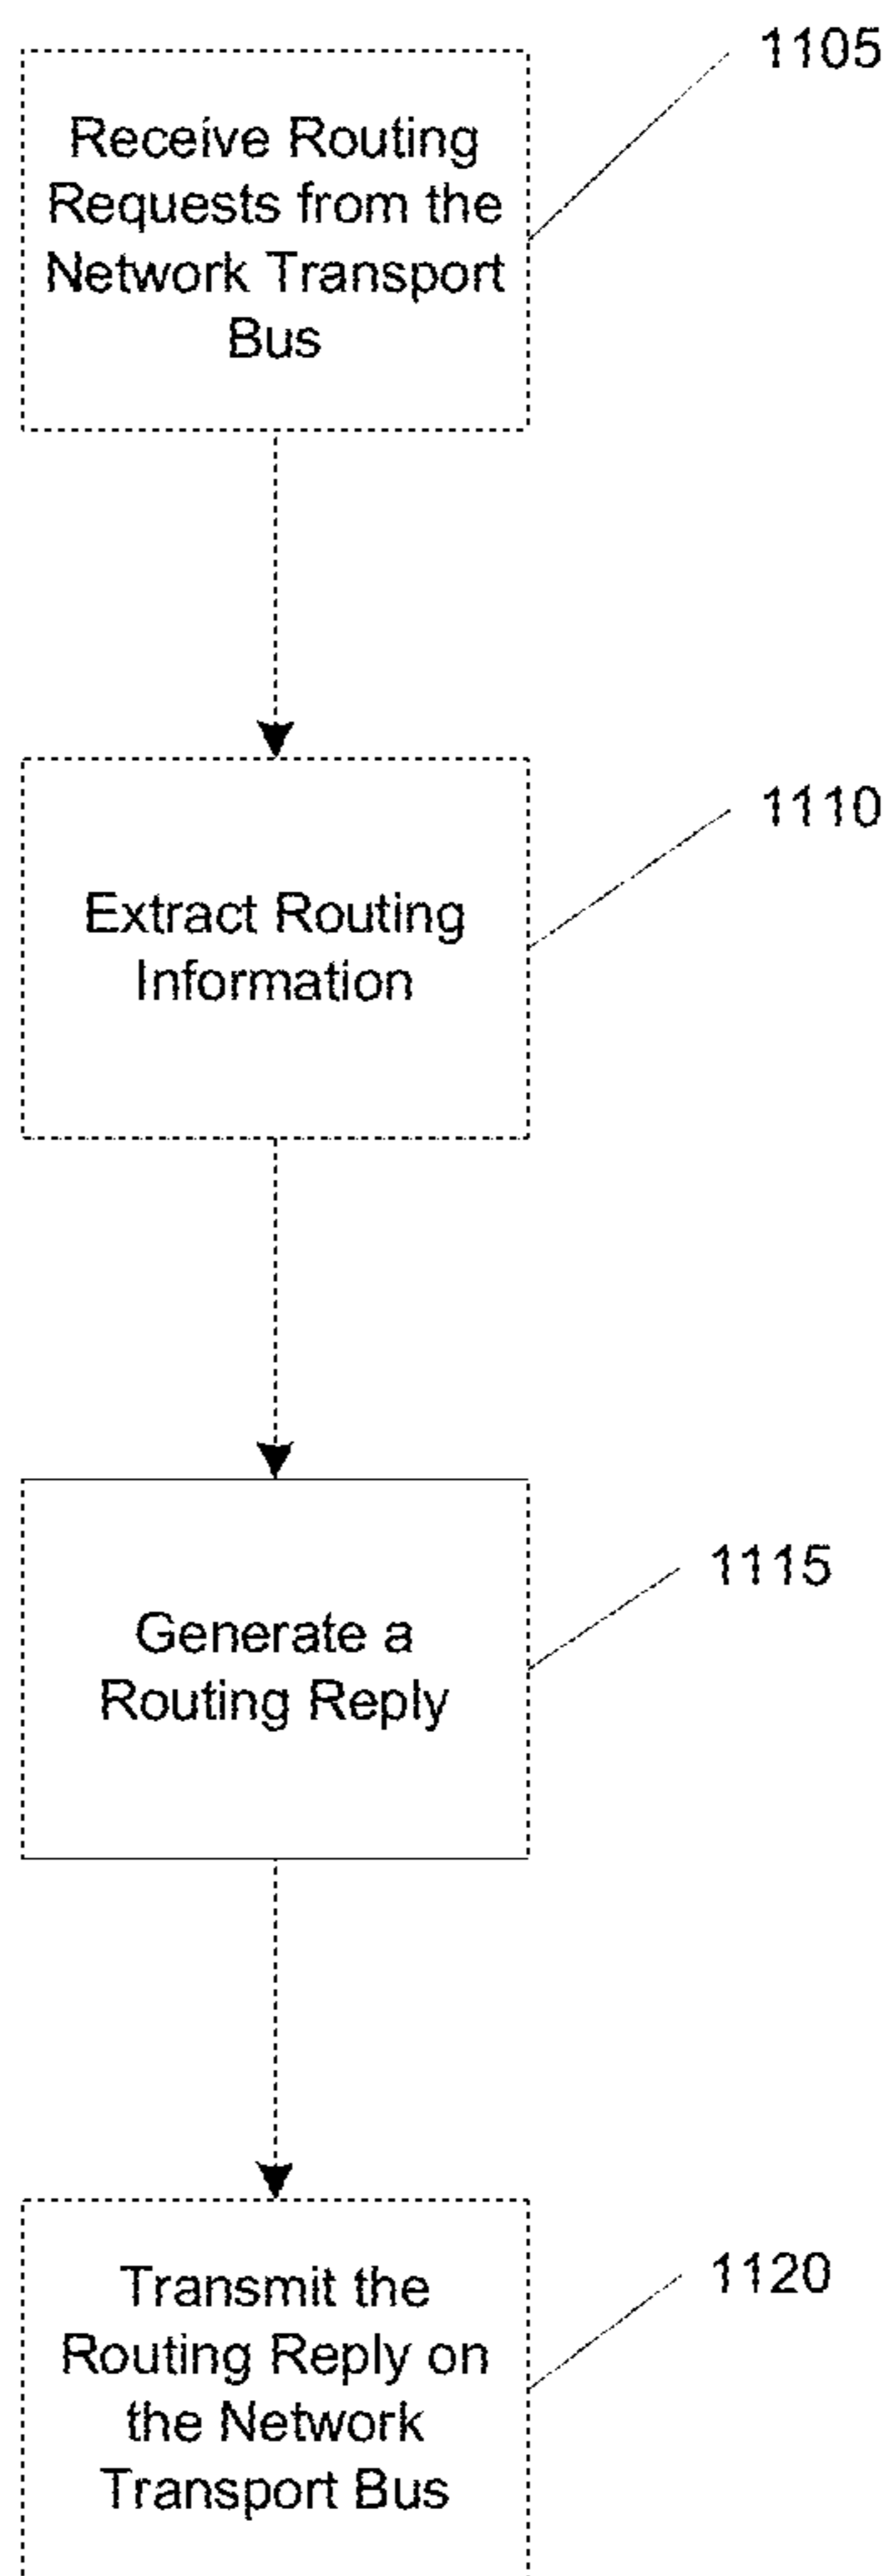 1105
Receive Routing
Requests from the
Network Transport
Bus
1110
Extract Routing
Information
1115
Generate a
Routing Reply
1120
Transmit the
Routing Reply on
the Network
Transport Bus